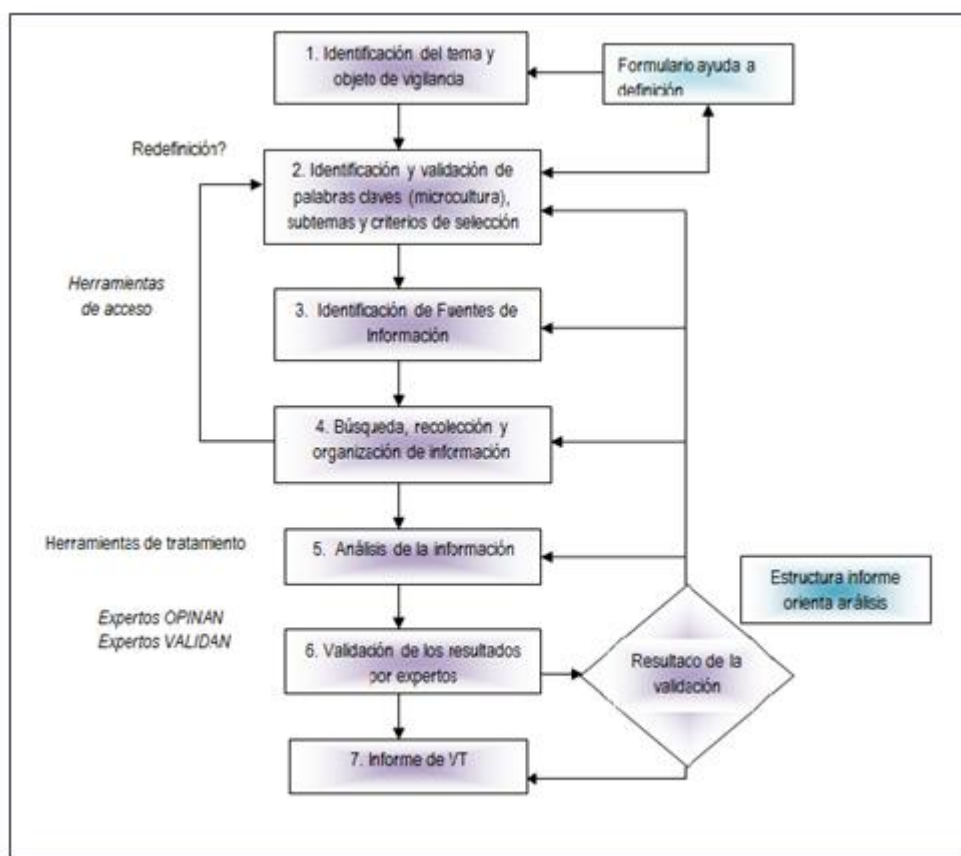 1. Identificación del tema y
objeto de vigilancia
Formulario ayuda a
definición
Redefinición?
2. Identificación y validación de
palabras claves (microcultura),
subtemas y criterios de selección
Herramientas
de acceso
3. Identificación de Fuentes de
Información
4. Búsqueda, recolección y
organización de información
Herramientas de tratamiento
5. Análisis de la información
Estructura informe
orienta análisis
Expertos OPINAN
Expertos VALIDAN
6. Validación de los resultados
por expertos
Resultaco de la
validación
7. Informe de VT